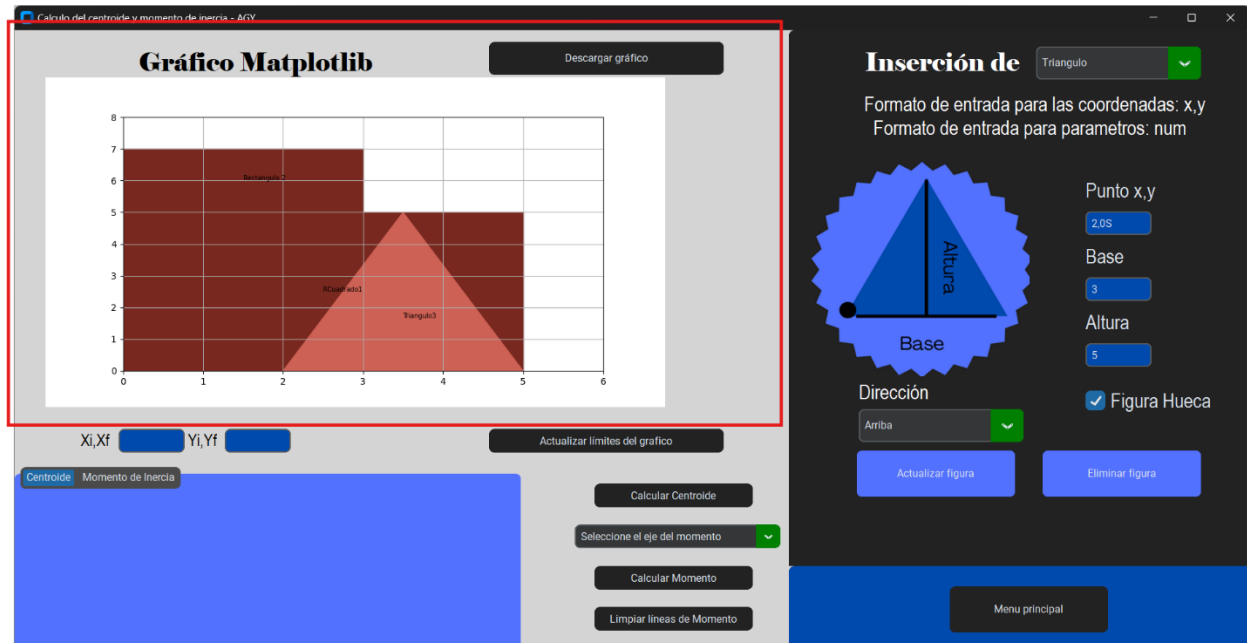 Calculo del centroide y momento de inercia - AGY
Gráfico Matplotlib
Descargar gráfico
8
7
6
5
4
3
2
1
0
0 1 2 3 4 5 6
Rectangulo 2
RCuadrado1
Triangulo3
Xi,Xf
Yi,Yf
Actualizar límites del grafico
Centroide
Momento de Inercia
Calcular Centroide
Seleccione el eje del momento
Calcular Momento
Limpiar líneas de Momento
Inserción de
Triangulo
Formato de entrada para las coordenadas: x,y
Formato de entrada para parametros: num
Altura
Base
Punto x,y
2,0S
Base
3
Altura
5
Dirección
Arriba
Figura Hueca
Actualizar figura
Eliminar figura
Menu principal